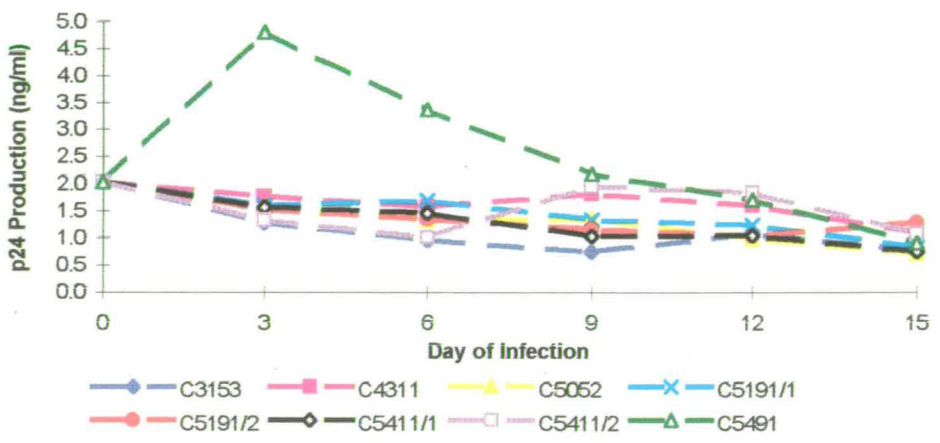 5.0
4.5
4.0
3.5
3.0
2.5
2.0
1.5
1.0
0.5
0.0
p24 Production (ng/ml)
0 3 6 9 12 15
Day of Infection
C3153 C4311 C5052 C5191/1
C5191/2 C5411/1 C5411/2 C5491